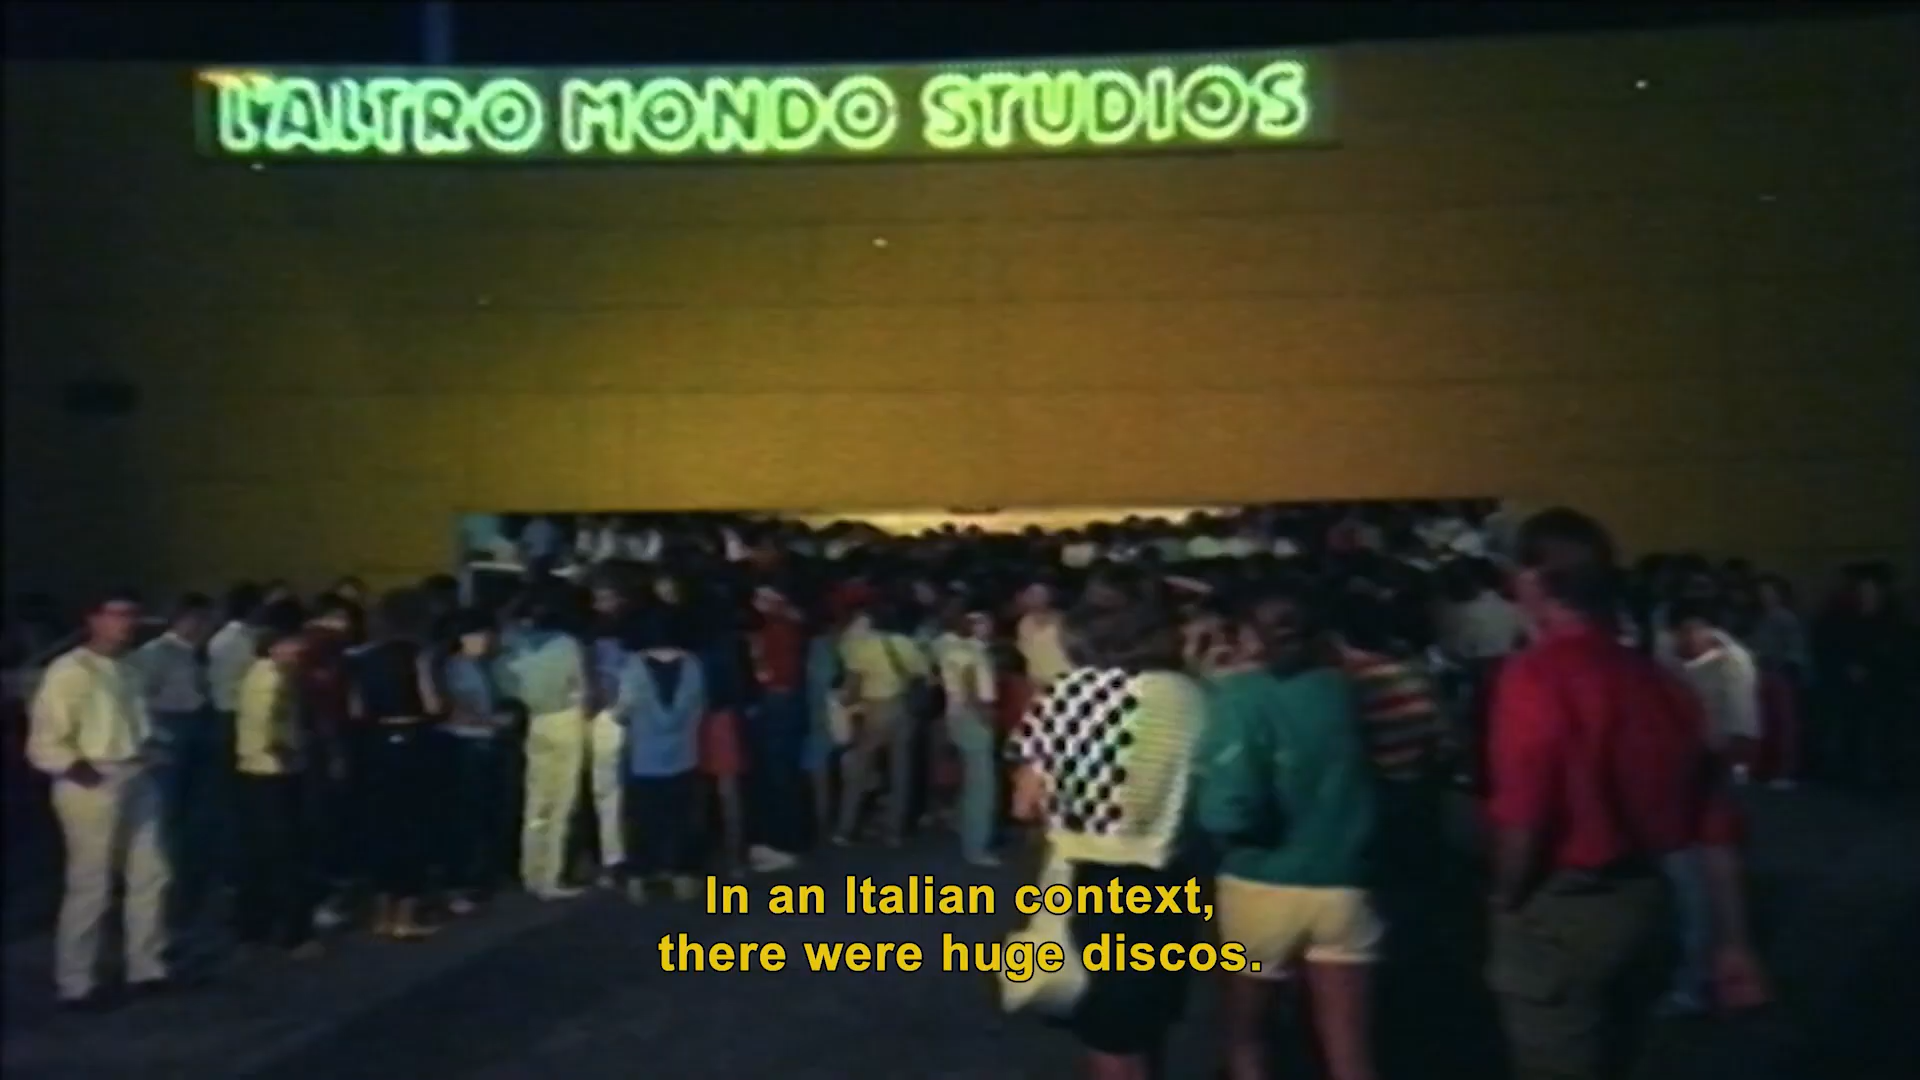 L'ALTRO MONDO STUDIOS
In an Italian context,
there were huge discos.